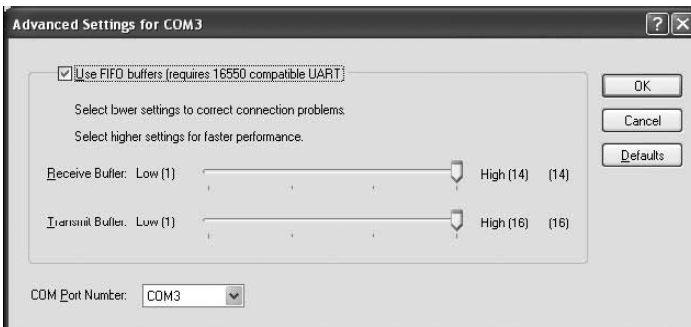 Advanced Settings for COM3
Use FIFO buffers (requires 16550 compatible UART)
OK
Select lower settings to correct connection problems.
Cancel
Select higher settings for faster performance.
Defaults
Receive Buffer: Low (1) High (14) (14)
Transmit Buffer: Low (1) High (16) (16)
COM Port Number: COM3